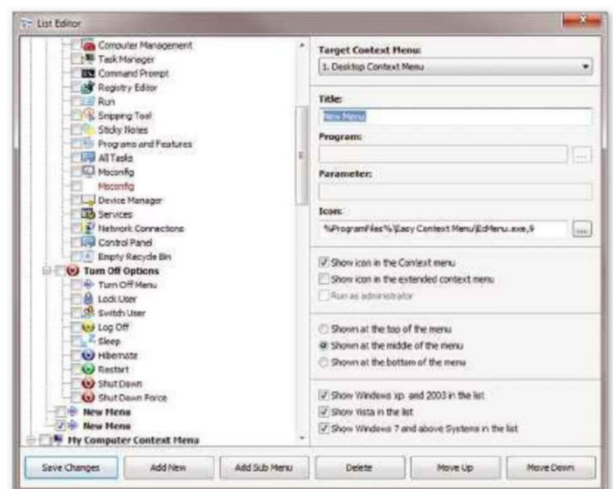 List Editor
Computer Management
Task Manager
Command Prompt
Registry Editor
Run
Snipping Tool
Sticky Notes
Programs and Features
All Tasks
Msconfig
Msconfig
Device Manager
Services
Network Connections
Control Panel
Empty Recycle Bin
Turn Off Options
Turn Off Menu
Lock User
Switch User
Log Off
Sleep
Hibernate
Restart
Shut Down
Shut Down Force
New Menu
New Menu
My Computer Context Menu
Target Context Menu:
1. Desktop Context Menu
Title:
New Menu
Program:
...
Parameter:
Icon:
%ProgramFiles%\Easy Context Menu\EcMenu.exe,9
...
Show icon in the Context menu
Show icon in the extended context menu
Run as administrator
Shown at the top of the menu
Shown at the middle of the menu
Shown at the bottom of the menu
Show Windows xp. and 2003 in the list
Show Vista in the list
Show Windows 7 and above Systems in the list
Save Changes
Add New
Add Sub Menu
Delete
Move Up
Move Down